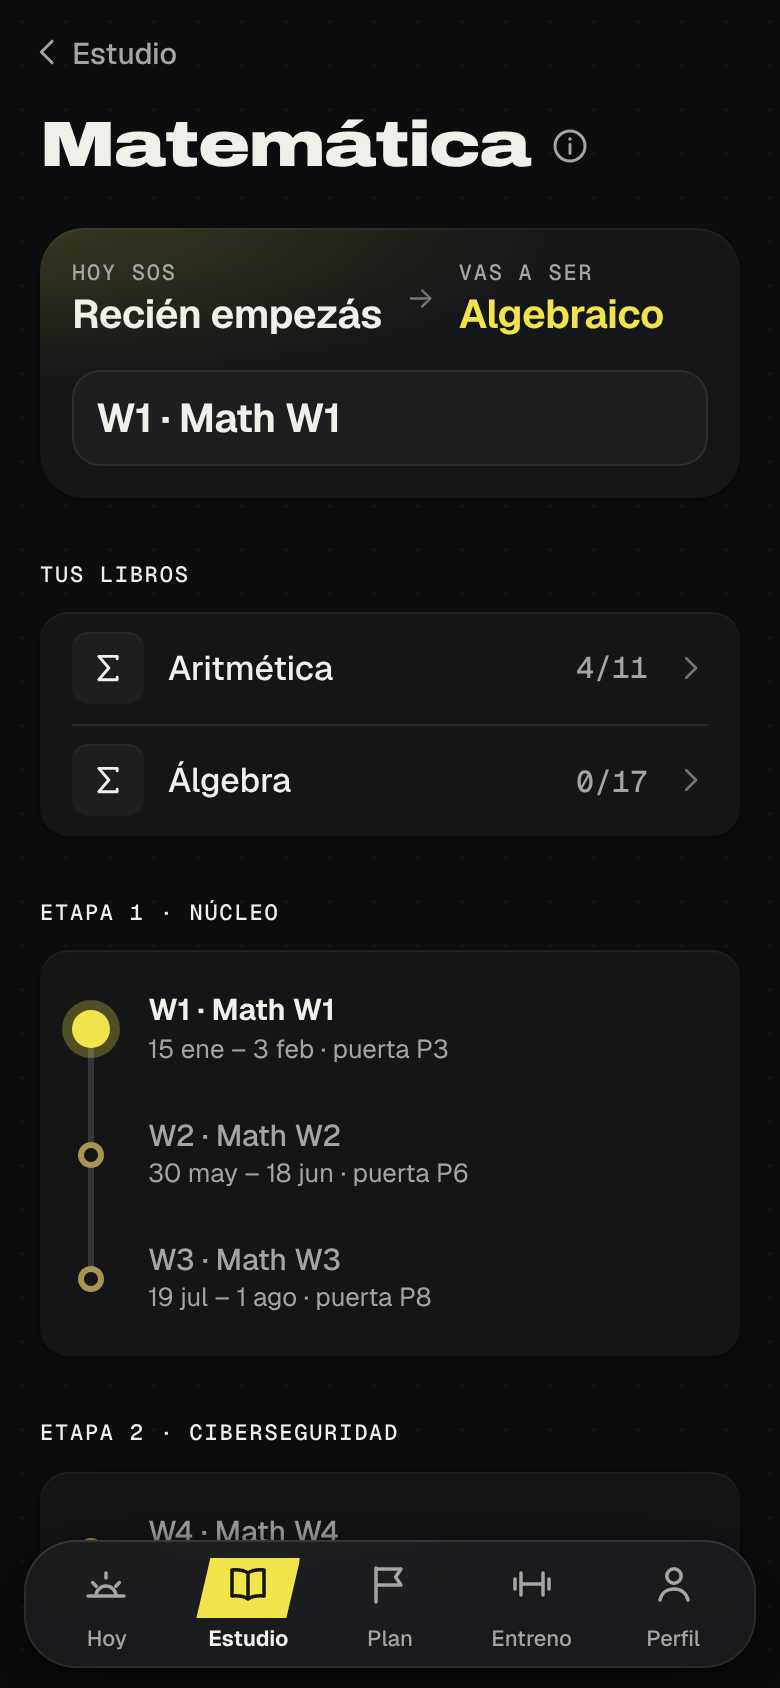 Estudio
Matemática
HOY SOS
Recién empezás
→
VAS A SER
Algebraico
W1 · Math W1
TUS LIBROS
Σ Aritmética 4/11
Σ Álgebra 0/17
ETAPA 1 · NÚCLEO
W1 · Math W1
15 ene – 3 feb · puerta P3
W2 · Math W2
30 may – 18 jun · puerta P6
W3 · Math W3
19 jul – 1 ago · puerta P8
ETAPA 2 · CIBERSEGURIDAD
W4 · Math W4
Hoy Estudio Plan Entreno Perfil